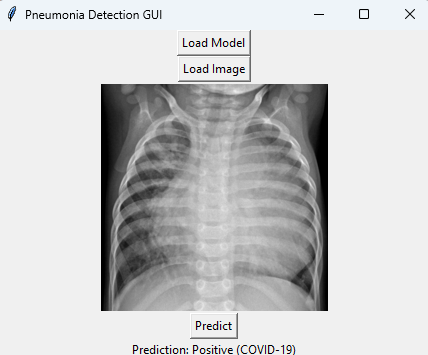 Pneumonia Detection GUI
Load Model
Load Image
Predict
Prediction: Positive (COVID-19)